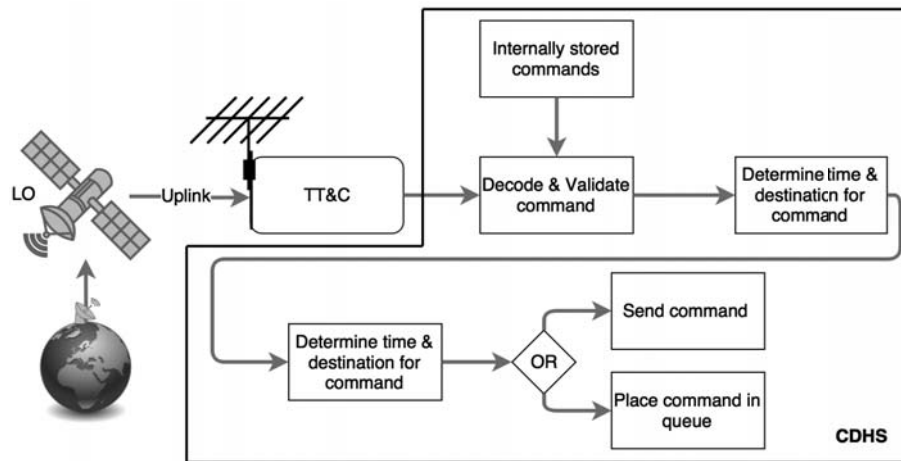 Internally stored
commands
LO
Uplink
TT&C
Decode & Validate
command
Determine time &
destination for
command
Determine time &
destination for
command
OR
Send command
Place command in
queue
CDHS